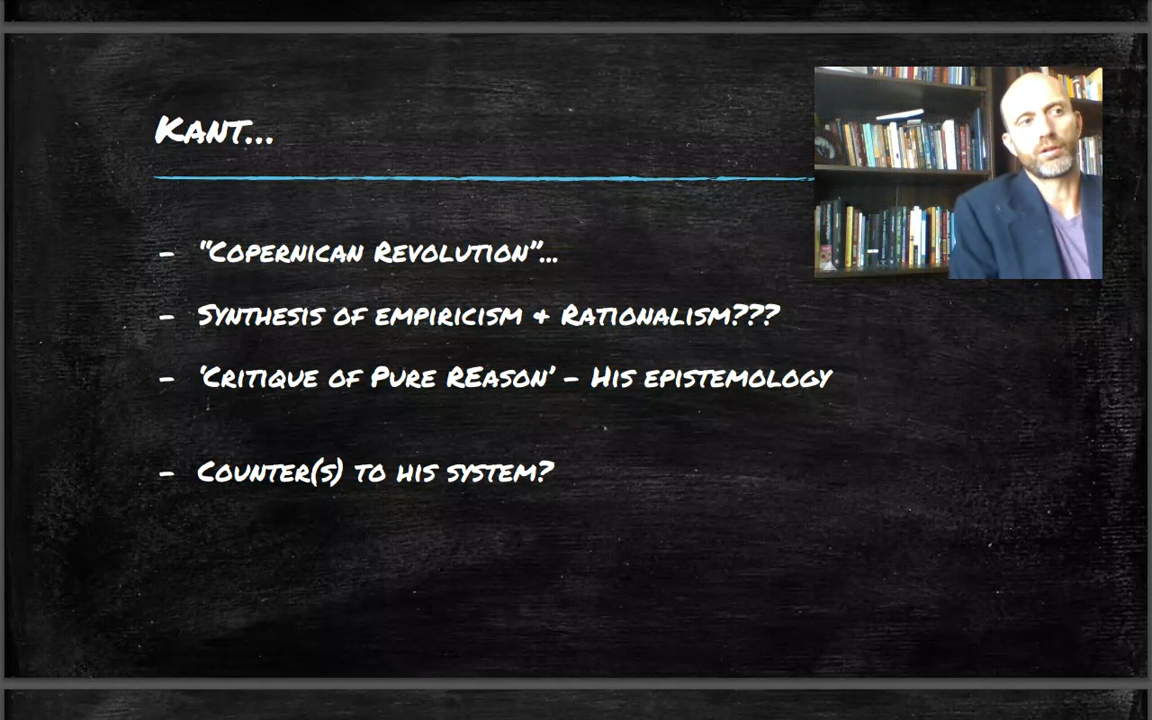 Kant...
- "Copernican Revolution"...
- Synthesis of empiricism & Rationalism???
- 'Critique of Pure REason' – His epistemology
- Counter(s) to his system?